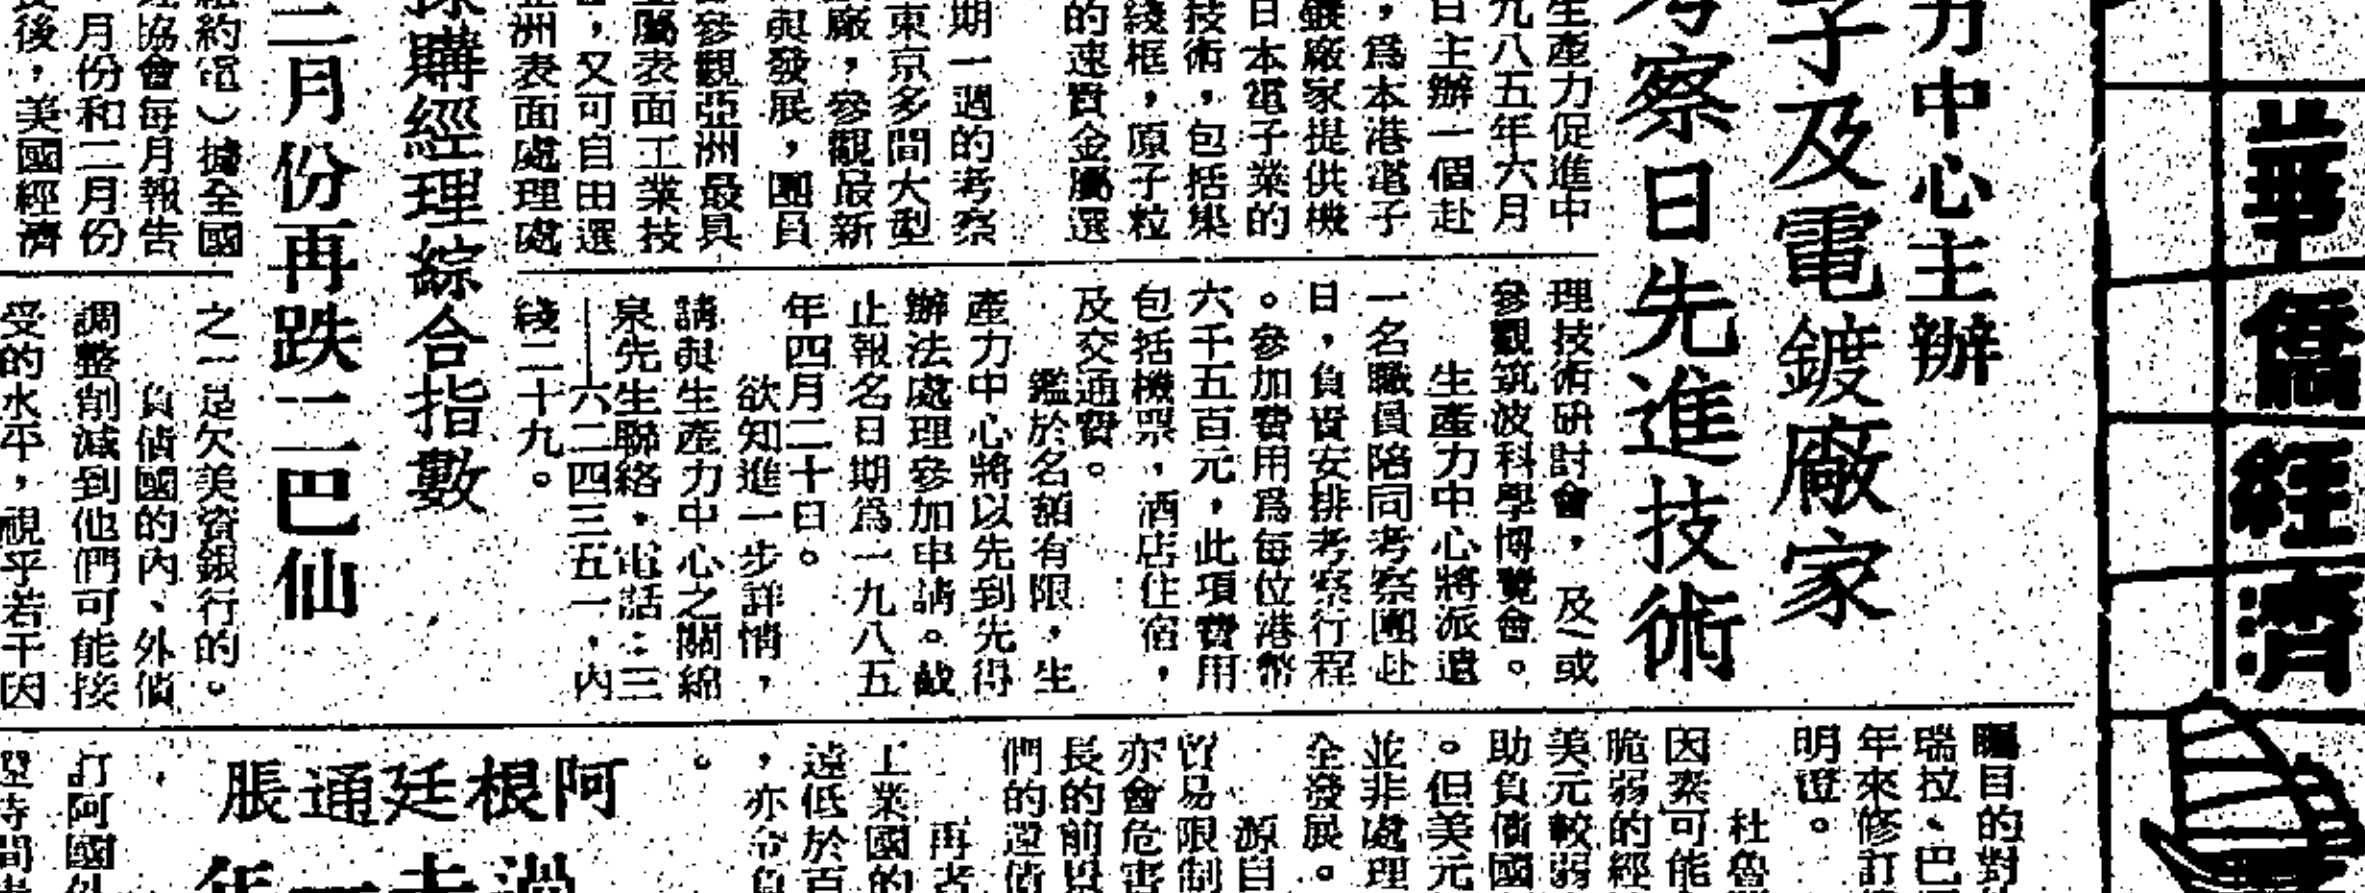 華僑經濟
力中心主辦
子及電鍍廠家
考察日先進技術
生產力促進中
九八五年六月
日主辦一個赴
，爲本港電子
鍍廠家提供機
日本電子業的
技術，包括集
綫框，原子粒
的速貴金屬選
期一週的考察
東京多間大型
廠，參觀最新
與發展，團員
參觀亞洲最具
屬表面工業技
，又可自由選
洲表面處理處
理技術研討會，及/或
參觀筑波科學博覽會。
生產力中心將派遣
一名職員陪同考察團赴
日，負責安排考察行程
。參加費用爲每位港幣
六千五百元，此項費用
包括機票，酒店住宿，
及交通費。
鑑於名額有限，生
產力中心將以先到先得
辦法處理參加申請。截
止報名日期爲一九八五
年四月二十日。
欲知進一步詳情，
請與生產力中心之關綿
泉先生聯絡，電話：三
—六二四三五一，內
綫二十九。
採購經理綜合指數
二月份再跌二巴仙
紐約電）據全國
協會每月報告
月份和二月份
後，美國經濟
之一是欠美資銀行的。
負債國的內、外債
調整削減到他們可能接
受的水平，視乎若干因
矚目的對
瑞拉、巴
年來修訂
明證。
杜魯
因素可能
脆弱的經
美元較弱
助負債國
。但美元
並非處理
全發展。
源自
貿易限制
亦會危害
長的前景
們的還債
再者
工業國的
遠低於百
，亦令負
。
阿根廷通脹
訂阿國外